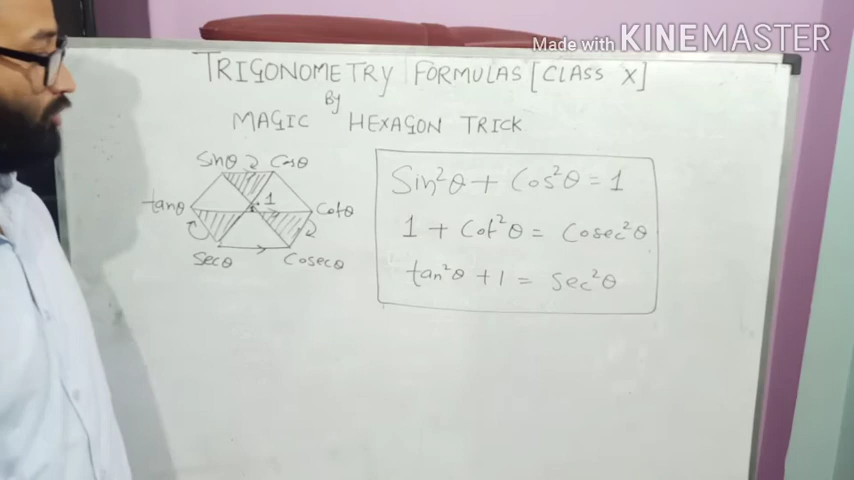 Made with KINEMASTER
TRIGONOMETRY FORMULAS [CLASS X]
By
MAGIC HEXAGON TRICK
Sinθ Cosθ
tanθ 1 Cotθ
Secθ Cosecθ
Sin²θ + Cos²θ = 1
1 + Cot²θ = Cosec²θ
tan²θ + 1 = Sec²θ